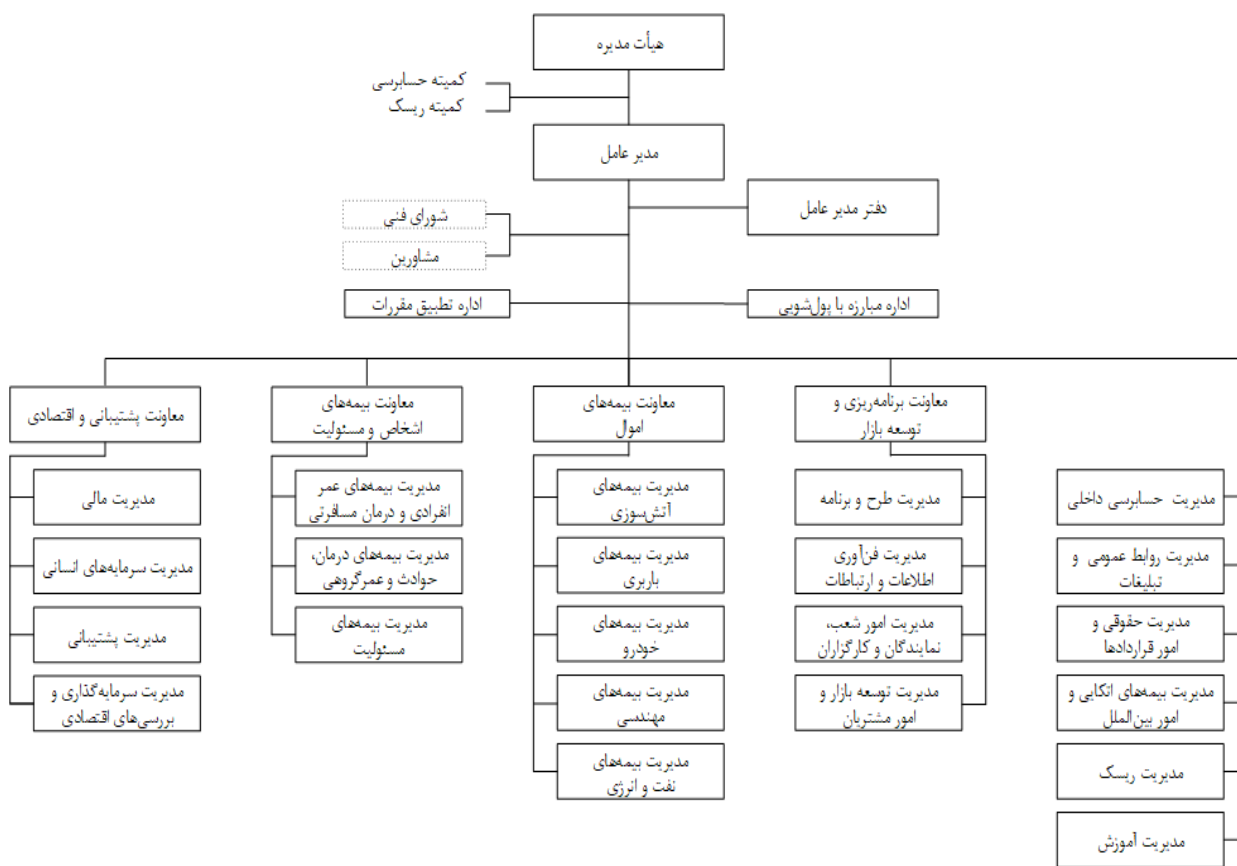 هیأت مدیره
کمیته حسابرسی
کمیته ریسک
مدیر عامل
دفتر مدیر عامل
شورای فنی
مشاورین
اداره مبارزه با پول‌شویی
اداره تطبیق مقررات
معاونت برنامه‌ریزی و
توسعه بازار
معاونت بیمه‌های
اموال
معاونت بیمه‌های
اشخاص و مسئولیت
معاونت پشتیبانی و اقتصادی
مدیریت حسابرسی داخلی
مدیریت روابط عمومی و
تبلیغات
مدیریت حقوقی و
امور قراردادها
مدیریت بیمه‌های اتکایی و
امور بین‌الملل
مدیریت ریسک
مدیریت آموزش
مدیریت طرح و برنامه
مدیریت فن‌آوری
اطلاعات و ارتباطات
مدیریت امور شعب،
نمایندگان و کارگزاران
مدیریت توسعه بازار و
امور مشتریان
مدیریت بیمه‌های
آتش‌سوزی
مدیریت بیمه‌های
باربری
مدیریت بیمه‌های
خودرو
مدیریت بیمه‌های
مهندسی
مدیریت بیمه‌های
نفت و انرژی
مدیریت بیمه‌های عمر
انفرادی و درمان مسافرتی
مدیریت بیمه‌های درمان،
حوادث و عمرگروهی
مدیریت بیمه‌های
مسئولیت
مدیریت مالی
مدیریت سرمایه‌های انسانی
مدیریت پشتیبانی
مدیریت سرمایه‌گذاری و
بررسی‌های اقتصادی